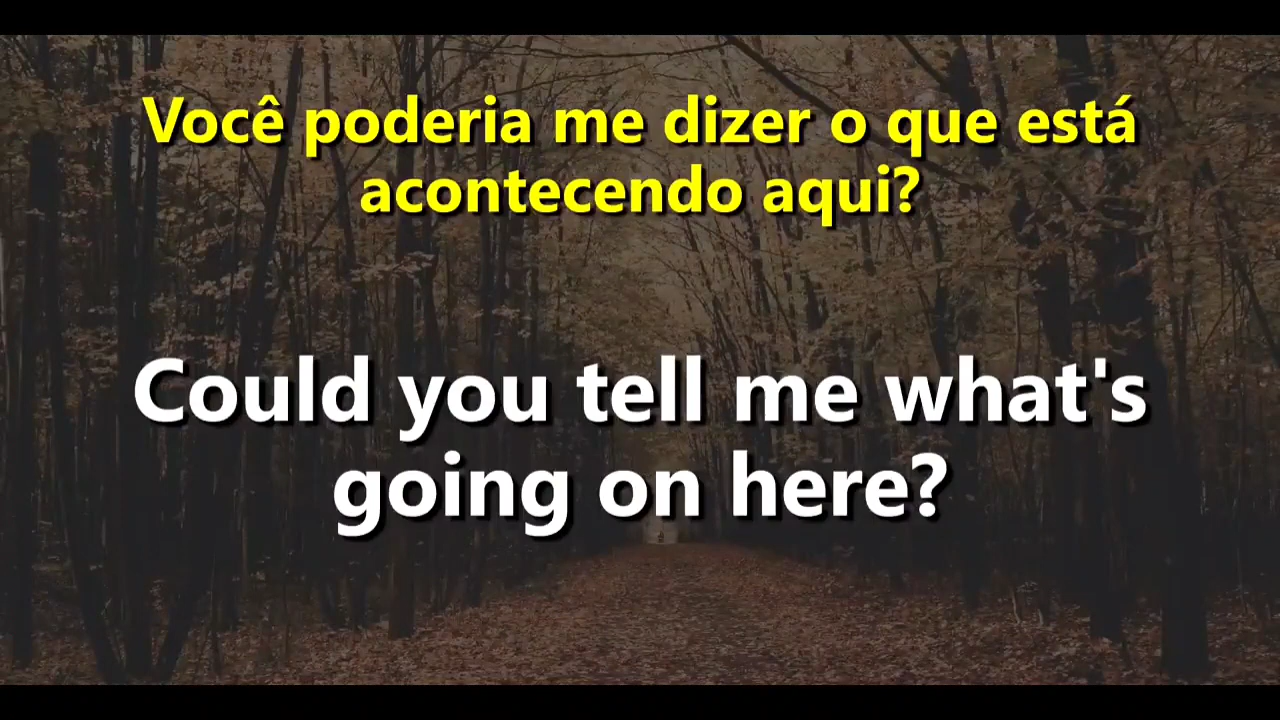 Você poderia me dizer o que está
acontecendo aqui?
Could you tell me what's
going on here?